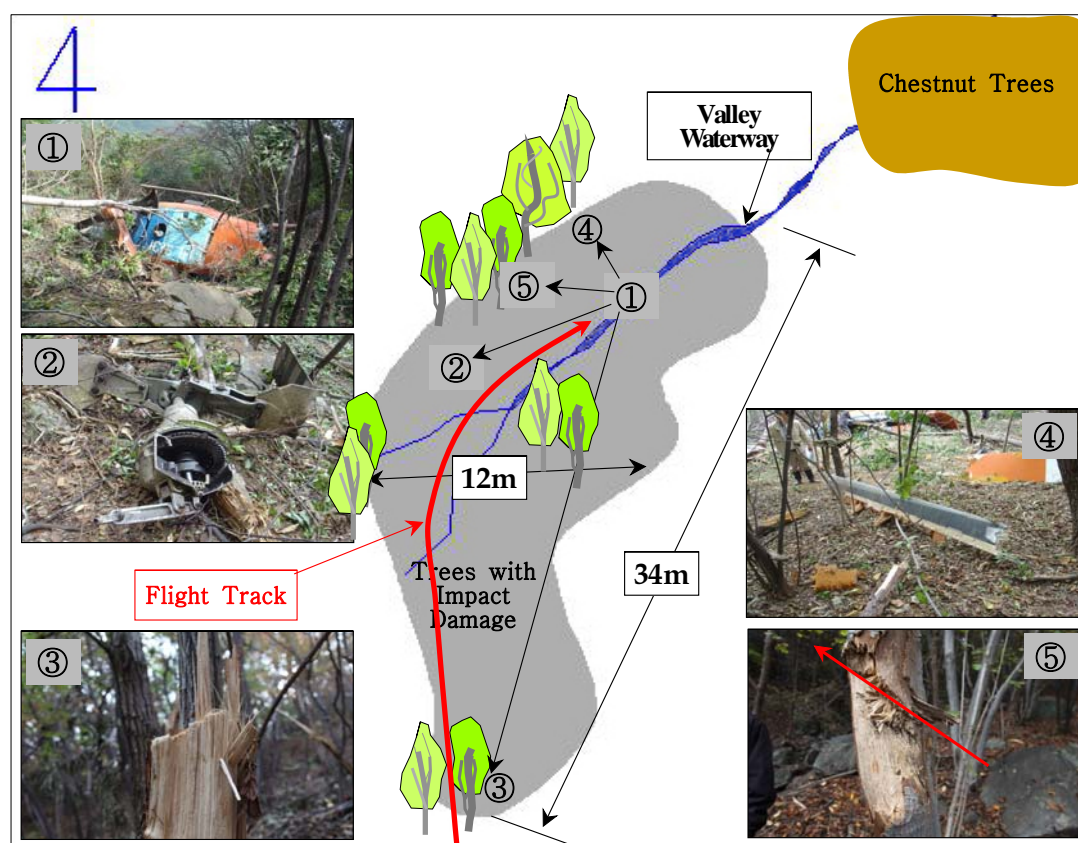 4
Chestnut Trees
Valley
Waterway
①
④
⑤
①
②
②
④
12m
34m
Flight Track
Trees with
Impact
Damage
③
③
⑤